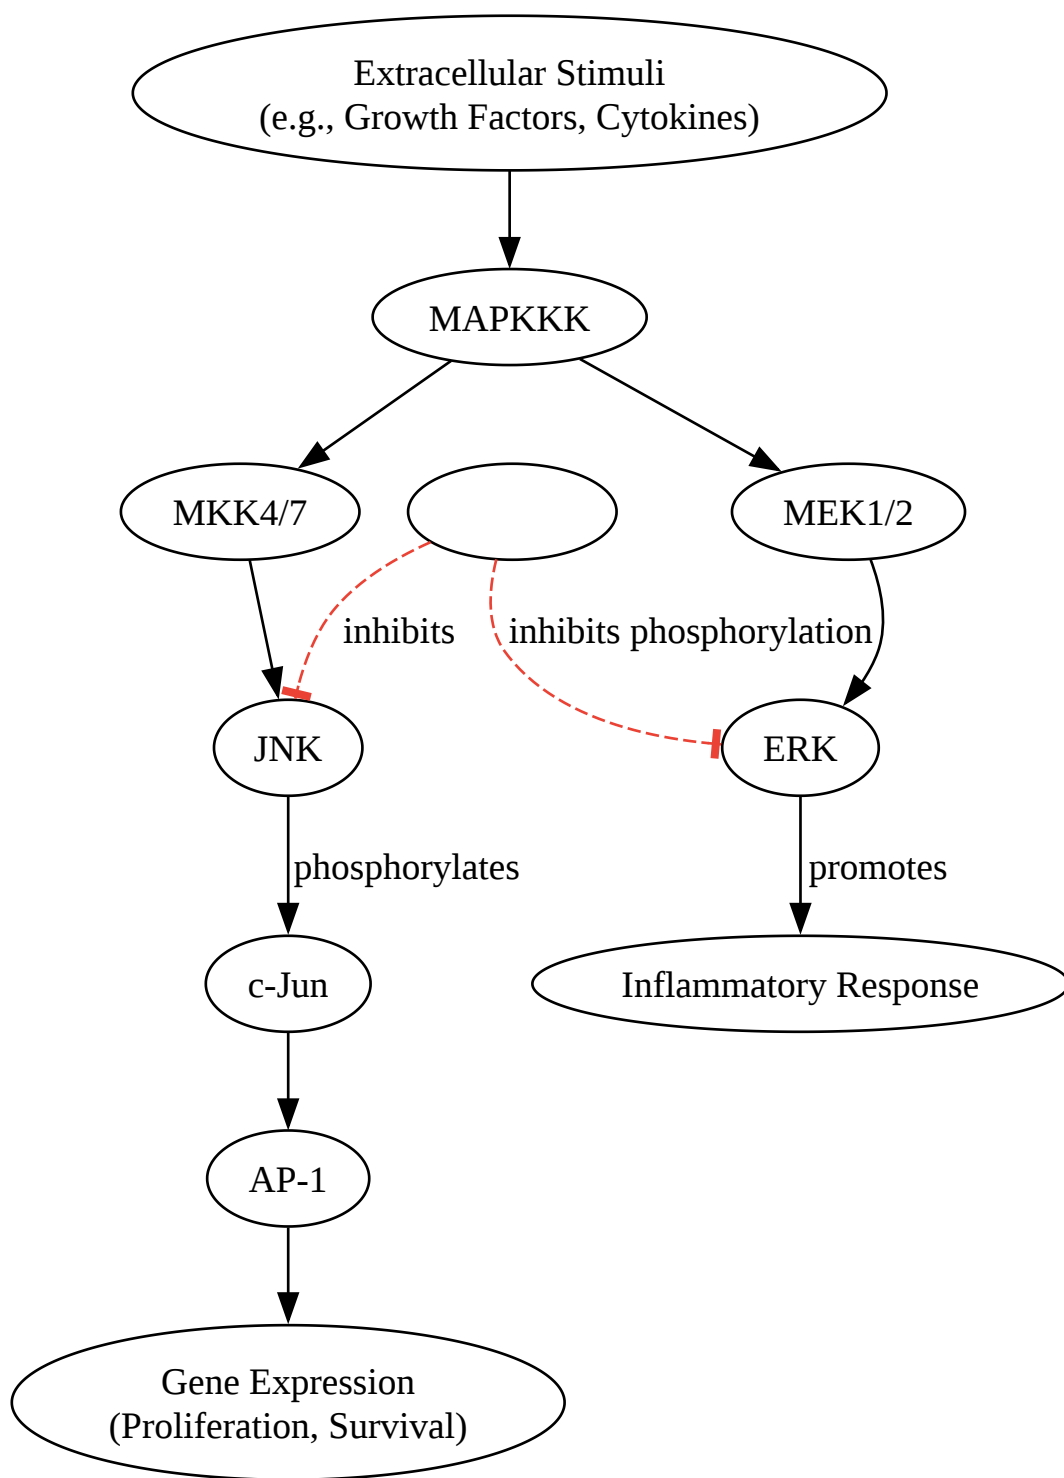 Extracellular Stimuli
(e.g., Growth Factors, Cytokines)
MAPKKK
MKK4/7
MEK1/2
inhibits
inhibits phosphorylation
JNK
ERK
phosphorylates
promotes
c-Jun
Inflammatory Response
AP-1
Gene Expression
(Proliferation, Survival)